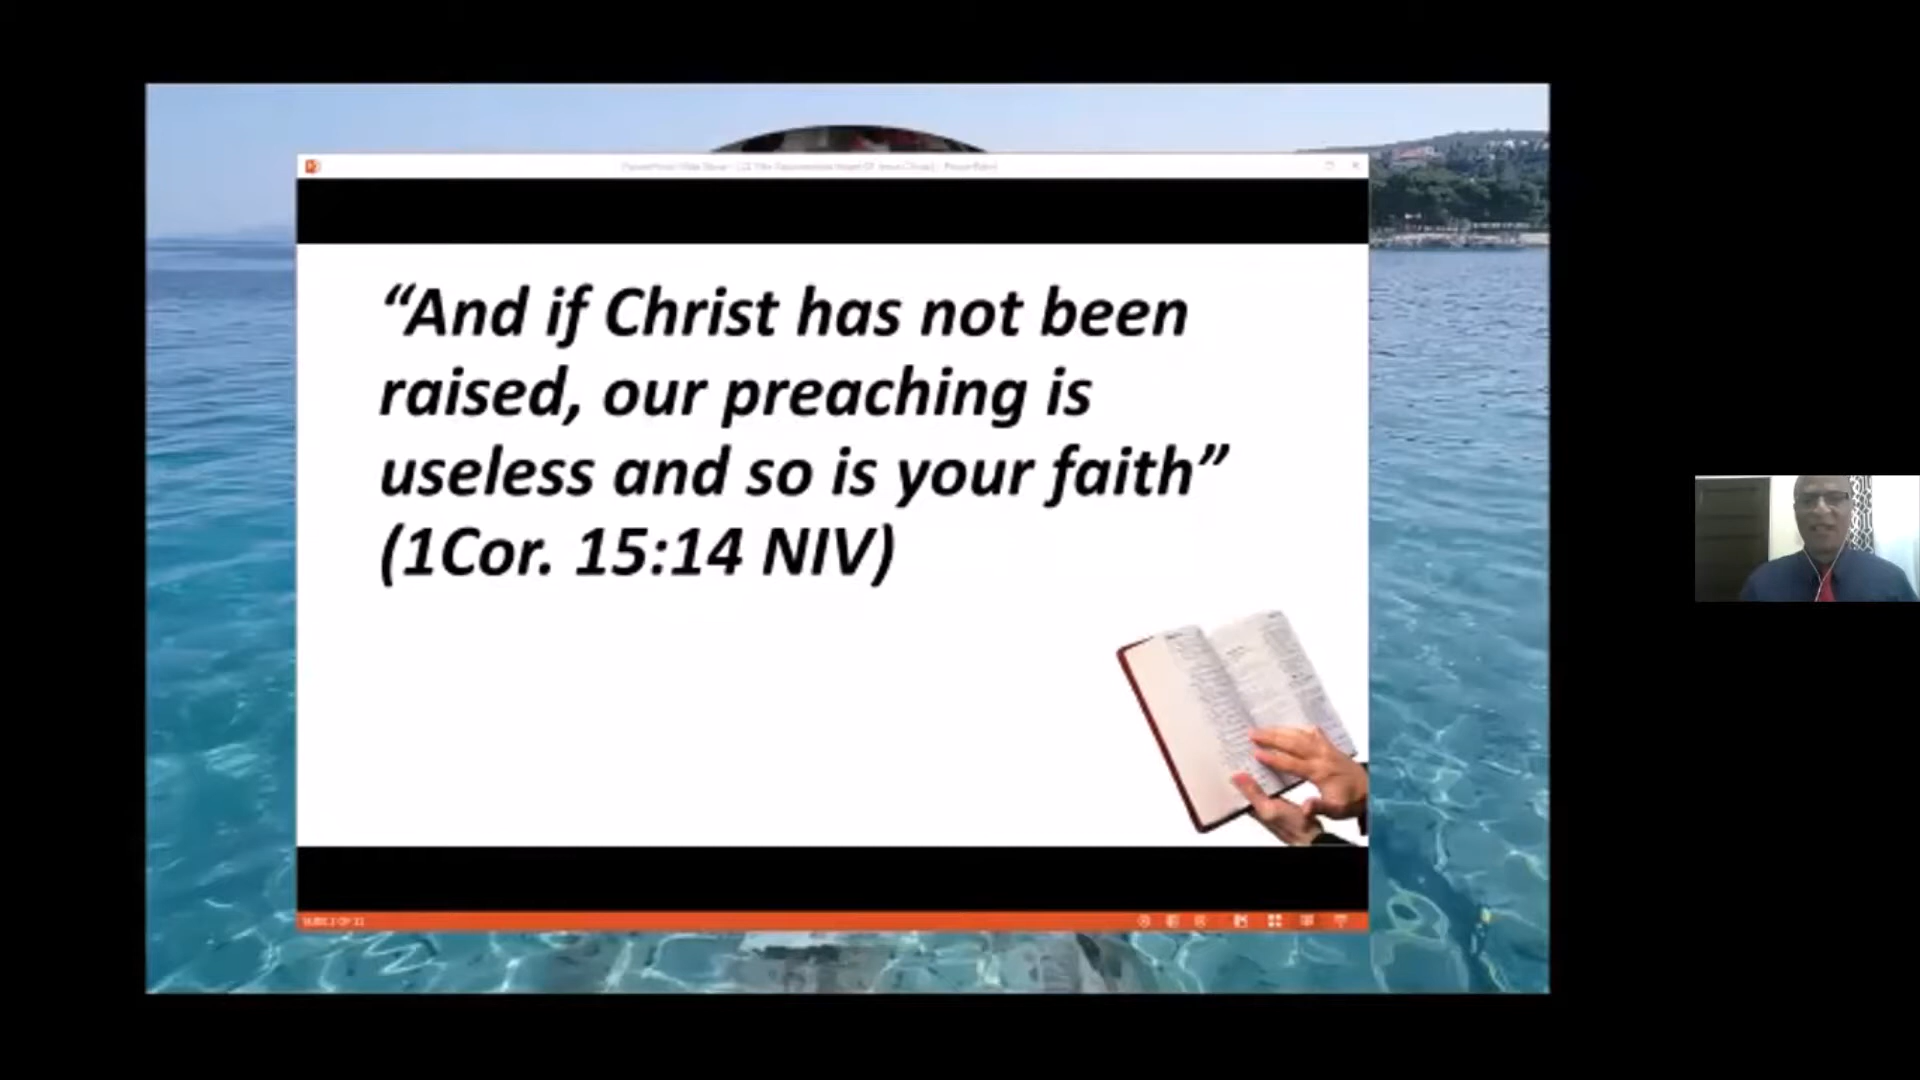 “And if Christ has not been
raised, our preaching is
useless and so is your faith”
(1Cor. 15:14 NIV)